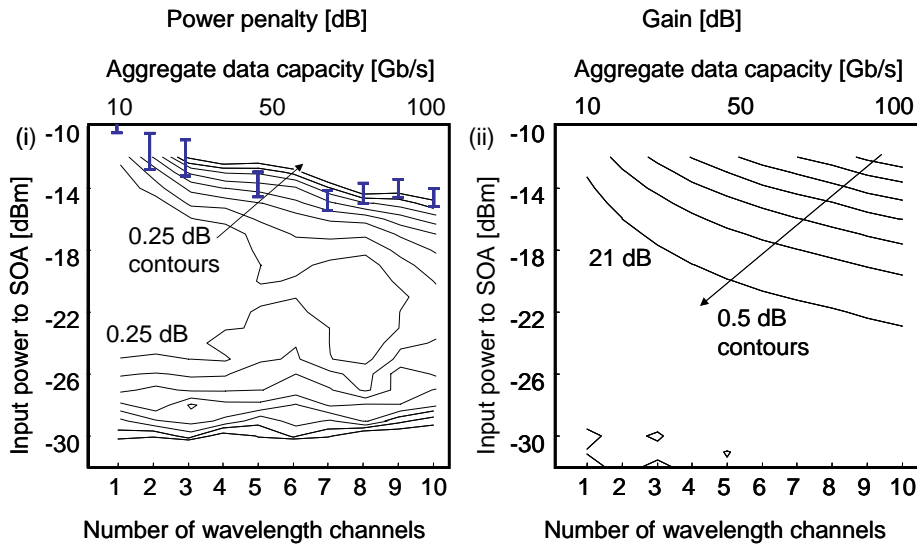 Power penalty [dB]
Aggregate data capacity [Gb/s]
10 50 100
(i)
-10
-14
-18
-22
-26
-30
Input power to SOA [dBm]
0.25 dB
contours
0.25 dB
1 2 3 4 5 6 7 8 9 10
Number of wavelength channels
Gain [dB]
Aggregate data capacity [Gb/s]
10 50 100
(ii)
-10
-14
-18
-22
-26
-30
Input power to SOA [dBm]
21 dB
0.5 dB
contours
1 2 3 4 5 6 7 8 9 10
Number of wavelength channels